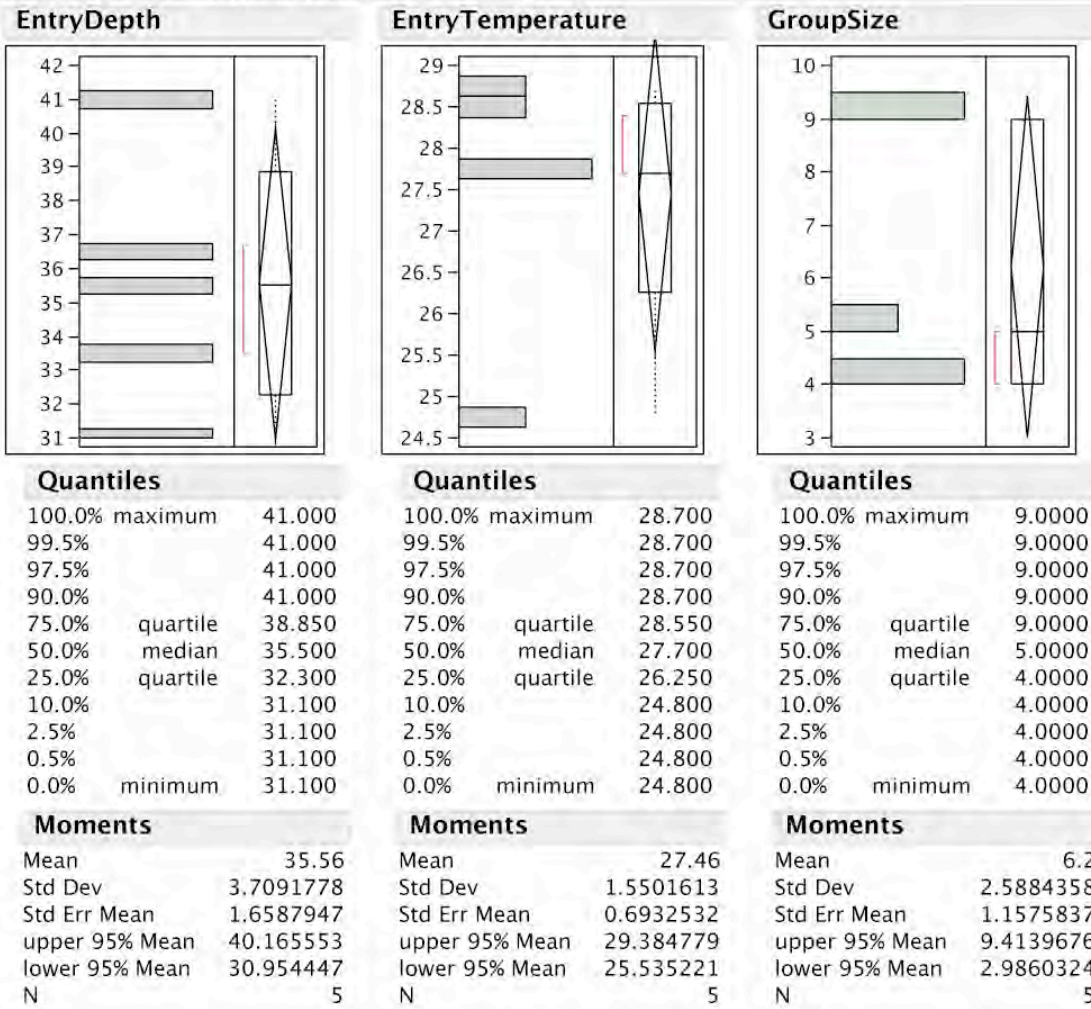 EntryDepth
42
41
40
39
38
37
36
35
34
33
32
31
Quantiles
100.0% maximum 41.000
99.5% 41.000
97.5% 41.000
90.0% 41.000
75.0% quartile 38.850
50.0% median 35.500
25.0% quartile 32.300
10.0% 31.100
2.5% 31.100
0.5% 31.100
0.0% minimum 31.100
Moments
Mean 35.56
Std Dev 3.7091778
Std Err Mean 1.6587947
upper 95% Mean 40.165553
lower 95% Mean 30.954447
N 5
EntryTemperature
29
28.5
28
27.5
27
26.5
26
25.5
25
24.5
Quantiles
100.0% maximum 28.700
99.5% 28.700
97.5% 28.700
90.0% 28.700
75.0% quartile 28.550
50.0% median 27.700
25.0% quartile 26.250
10.0% 24.800
2.5% 24.800
0.5% 24.800
0.0% minimum 24.800
Moments
Mean 27.46
Std Dev 1.5501613
Std Err Mean 0.6932532
upper 95% Mean 29.384779
lower 95% Mean 25.535221
N 5
GroupSize
10
9
8
7
6
5
4
3
Quantiles
100.0% maximum 9.0000
99.5% 9.0000
97.5% 9.0000
90.0% 9.0000
75.0% quartile 9.0000
50.0% median 5.0000
25.0% quartile 4.0000
10.0% 4.0000
2.5% 4.0000
0.5% 4.0000
0.0% minimum 4.0000
Moments
Mean 6.2
Std Dev 2.5884358
Std Err Mean 1.1575837
upper 95% Mean 9.4139676
lower 95% Mean 2.9860324
N 5